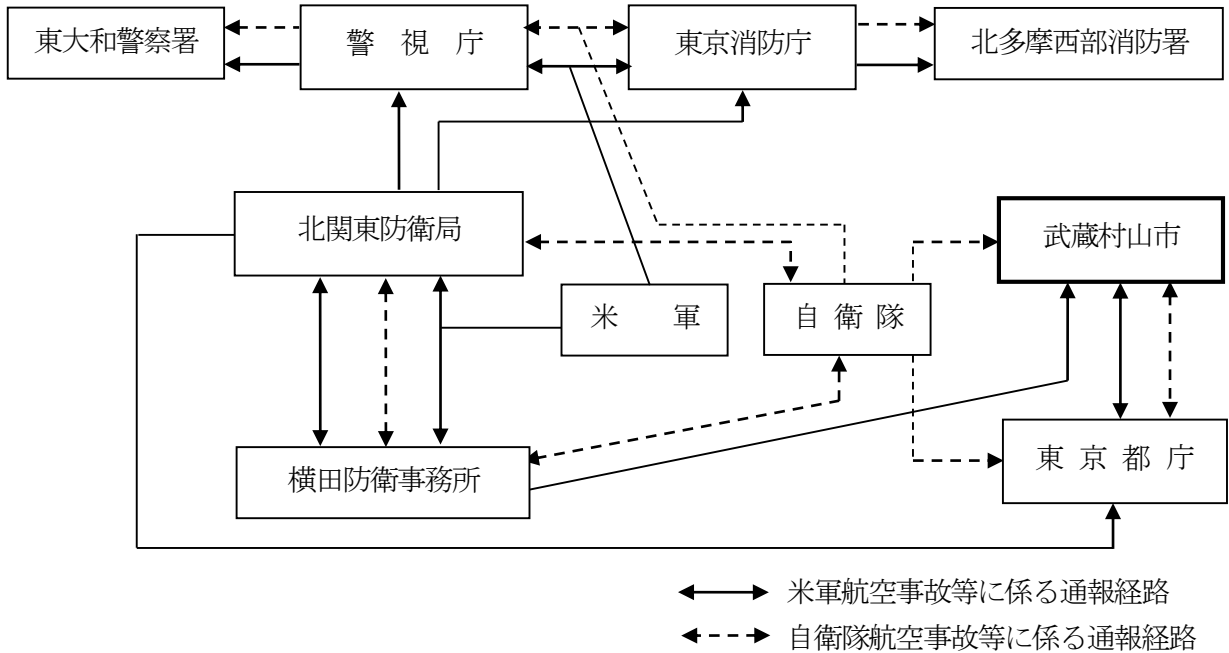 東大和警察署
警視庁
東京消防庁
北多摩西部消防署
北関東防衛局
武蔵村山市
米軍
自衛隊
横田防衛事務所
東京都庁
米軍航空事故等に係る通報経路
自衛隊航空事故等に係る通報経路